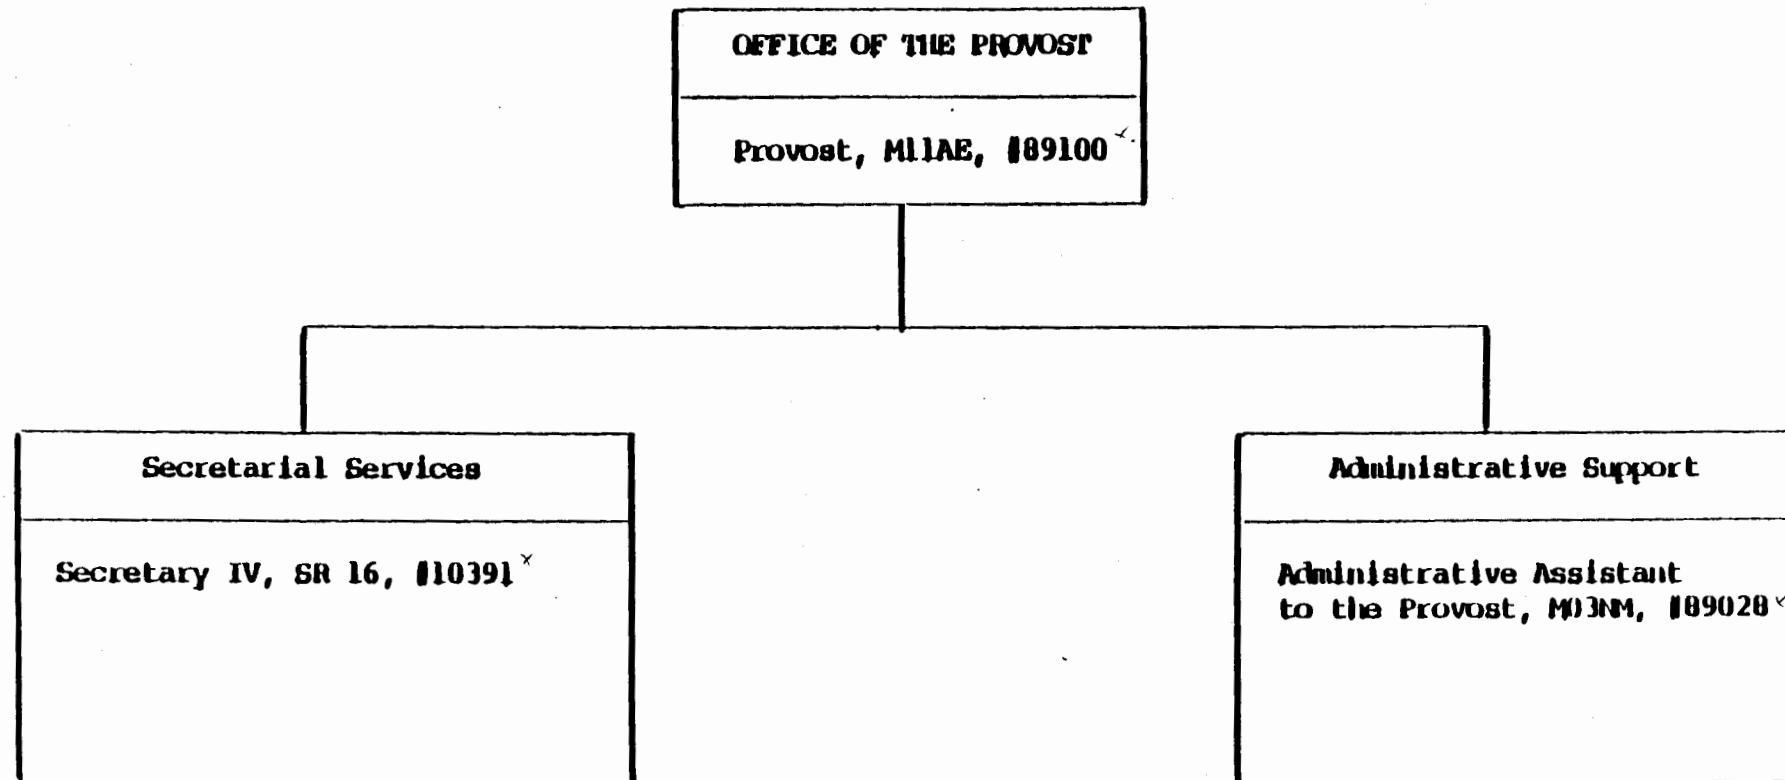 OFFICE OF THE PROVOST
Provost, M11AE, #89100
Secretarial Services
Secretary IV, SR 16, #10391
Administrative Support
Administrative Assistant
to the Provost, M03NM, #89028